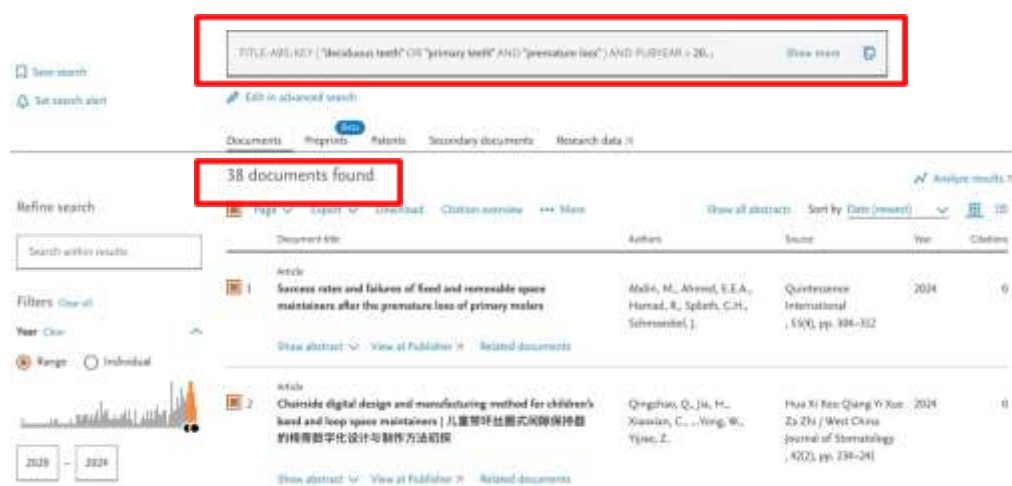 TITLE-ABS-KEY ( "deciduous teeth" OR "primary teeth" AND "premature loss" ) AND PUBYEAR > 20...
Show more
Save search
Set search alert
Edit in advanced search
Beta
Documents Preprints Patents Secondary documents Research data
38 documents found
Analyze results
Refine search
Page Export Download Citation overview ••• More Show all abstracts Sort by Date (newest)
Search within results
Document title Authors Source Year Citations
Filters Clear all
Year Clear
Range Individual
2020 – 2024
Article
1 Success rates and failures of fixed and removable space Abdin, M., Ahmed, E.E.A., Quintessence 2024 0
maintainers after the premature loss of primary molars Hamad, R., Splieth, C.H., International
Schmoeckel, J. , 55(4), pp. 304–312
Show abstract View at Publisher Related documents
Article
2 Chairside digital design and manufacturing method for children's Qingzhao, Q., Jia, H., Hua Xi Kou Qiang Yi Xue 2024 0
band and loop space maintainers | 儿童带环丝圈式间隙保持器 Xiaoxian, C., ...Yong, W., Za Zhi / West China
的椅旁数字化设计与制作方法初探 Yijiao, Z. Journal of Stomatology
, 42(2), pp. 234–241
Show abstract View at Publisher Related documents